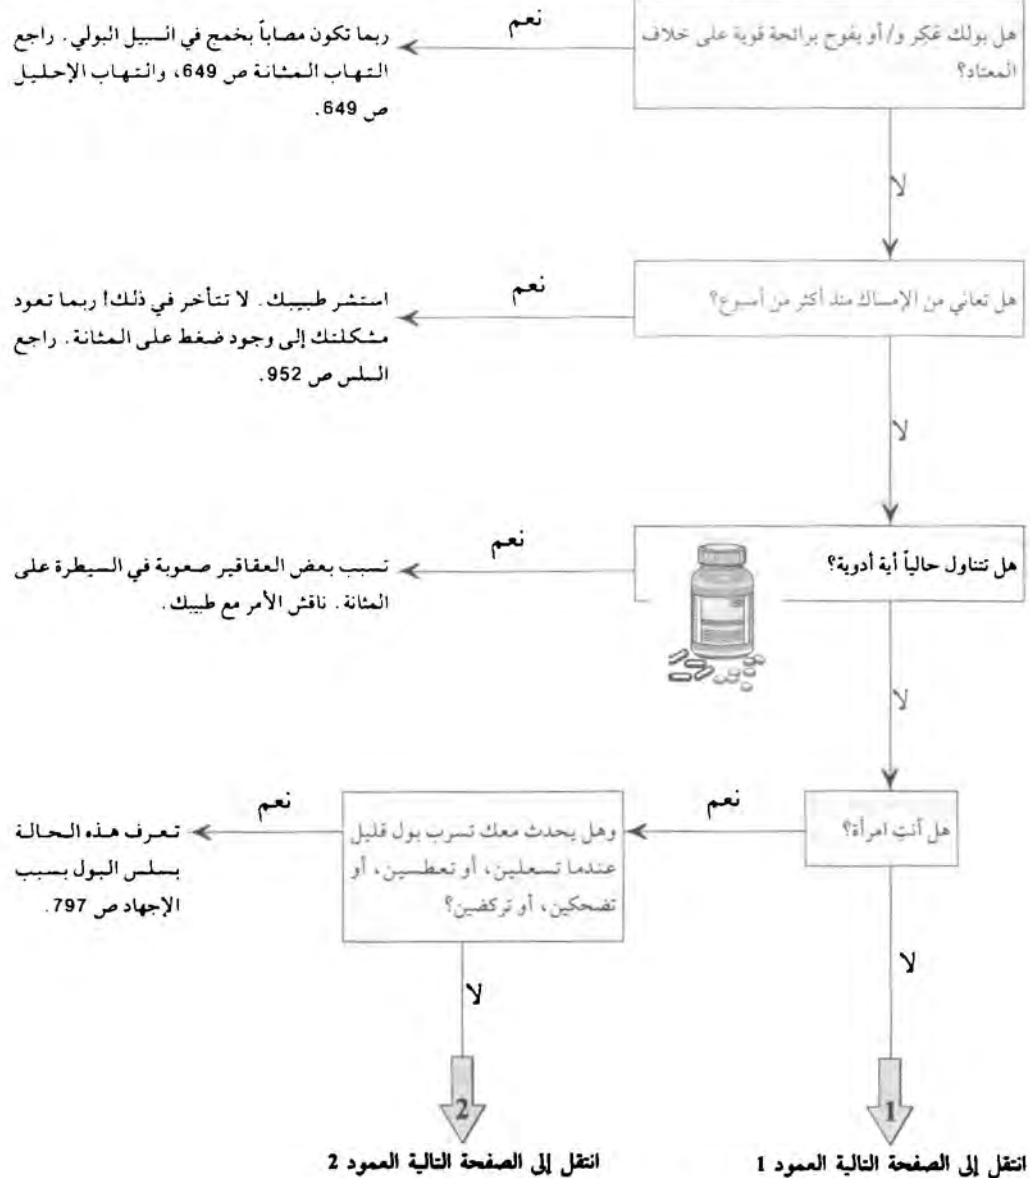 هل بولك عَكِر و/ أو يفوح برائحة قوية على خلاف
المعتاد؟
نعم
ربما تكون مصاباً بخمج في السبيل البولي. راجع
التهاب المثانة ص 649، والتهاب الإحليل
ص 649.
لا
هل تعاني من الإمساك منذ أكثر من أسبوع؟
نعم
استشر طبيبك. لا تتأخر في ذلك! ربما تعود
مشكلتك إلى وجود ضغط على المثانة. راجع
السلس ص 952.
لا
هل تتناول حالياً أية أدوية؟
نعم
تسبب بعض العقاقير صعوبة في السيطرة على
المثانة. ناقش الأمر مع طبيبك.
لا
هل أنتِ امرأة؟
نعم
وهل يحدث معك تسرب بول قليل
عندما تسعلين، أو تعطسين، أو
تضحكين، أو تركضين؟
نعم
تعرف هذه الحالة
بسلس البول بسبب
الإجهاد ص 797.
لا
لا
1
2
انتقل إلى الصفحة التالية العمود 1
انتقل إلى الصفحة التالية العمود 2